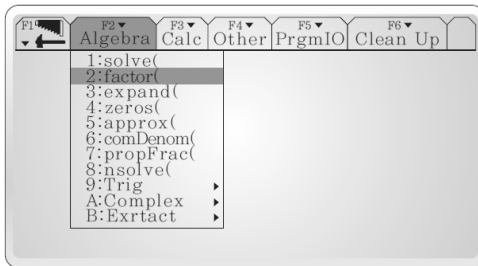 F1 F2 F3 F4 F5 F6
Algebra Calc Other PrgmIO Clean Up
1:solve(
2:factor(
3:expand(
4:zeros(
5:approx(
6:comDenom(
7:propFrac(
8:nsolve(
9:Trig
A:Complex
B:Exrtact